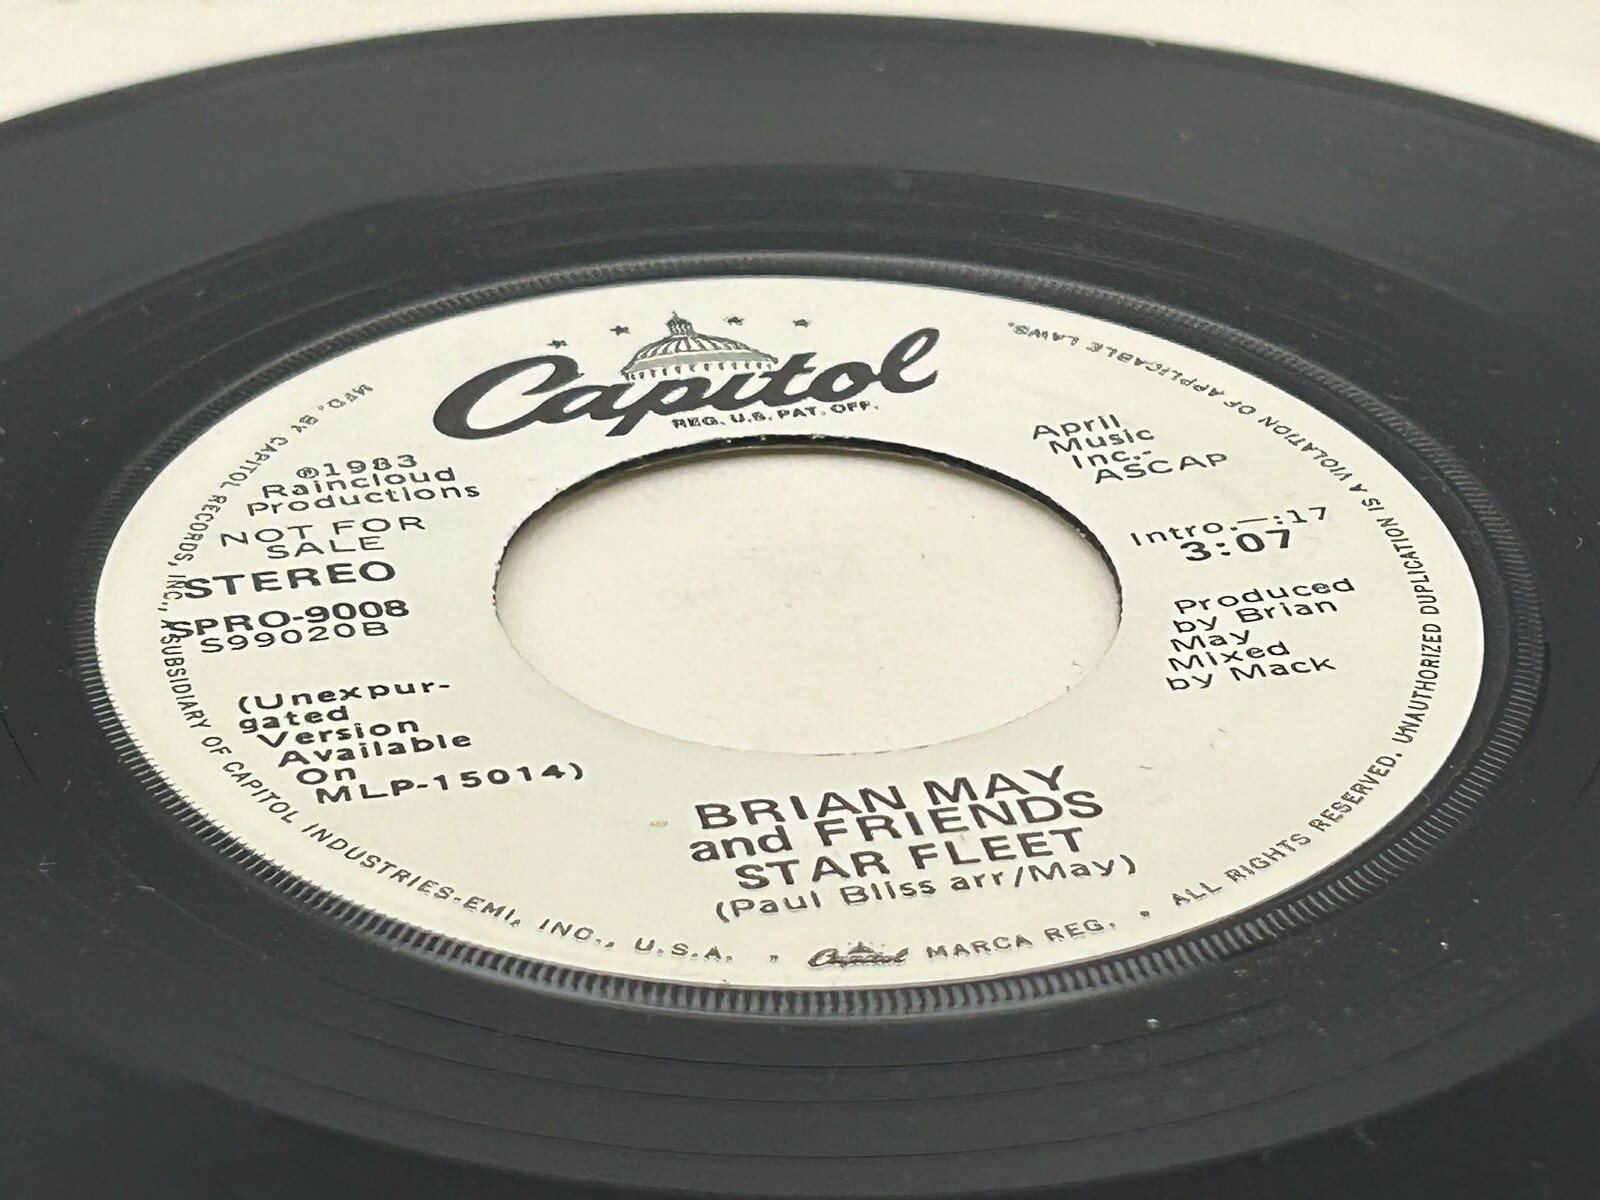 Capitol
REG. U.S. PAT. OFF.
℗1983
Raincloud
Productions
NOT FOR
SALE
STEREO
SPRO-9008
S99020B
(Unexpur-
gated
Version
Available
On
MLP-15014)
April
Music
Inc.-
ASCAP
Intro.—:17
3:07
Produced
by Brian
May
Mixed
by Mack
BRIAN MAY
and FRIENDS
STAR FLEET
(Paul Bliss arr/May)
MFD. BY CAPITOL RECORDS, INC., A SUBSIDIARY OF CAPITOL INDUSTRIES-EMI, INC., U.S.A. • Capitol MARCA REG. • ALL RIGHTS RESERVED. UNAUTHORIZED DUPLICATION IS A VIOLATION OF APPLICABLE LAWS.